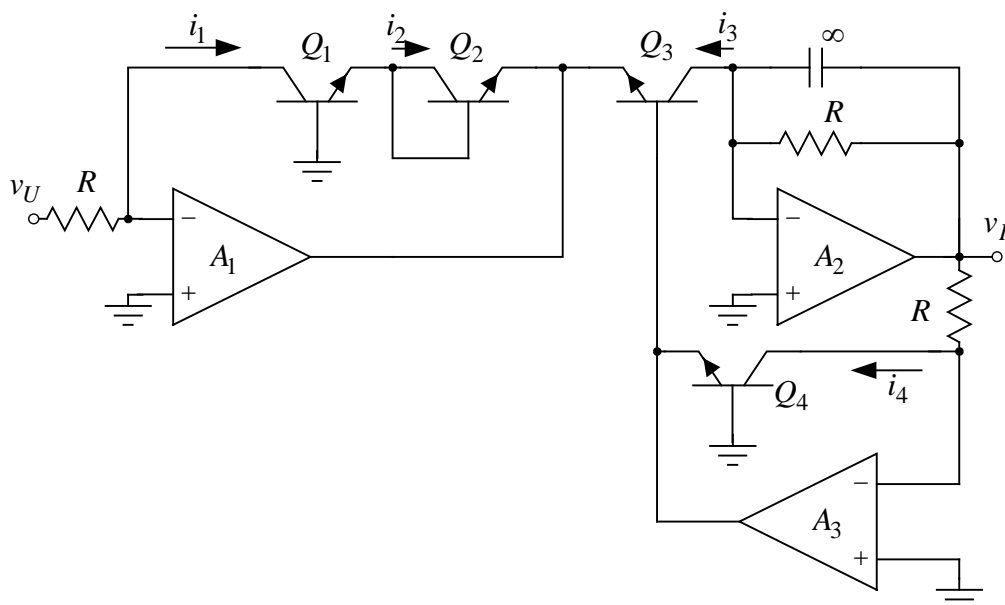 i1
Q1
i2
Q2
Q3
i3
∞
R
vU
R
−
A1
+
−
A2
+
R
Q4
i4
−
A3
+